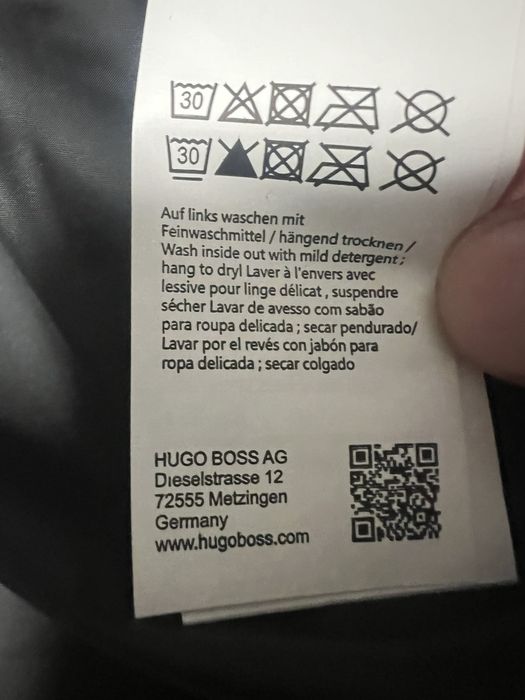 30
30
Auf links waschen mit
Feinwaschmittel / hängend trocknen /
Wash inside out with mild detergent ;
hang to dryl Laver à l'envers avec
lessive pour linge délicat , suspendre
sécher Lavar de avesso com sabão
para roupa delicada ; secar pendurado/
Lavar por el revés con jabón para
ropa delicada ; secar colgado
HUGO BOSS AG
Dieselstrasse 12
72555 Metzingen
Germany
www.hugoboss.com